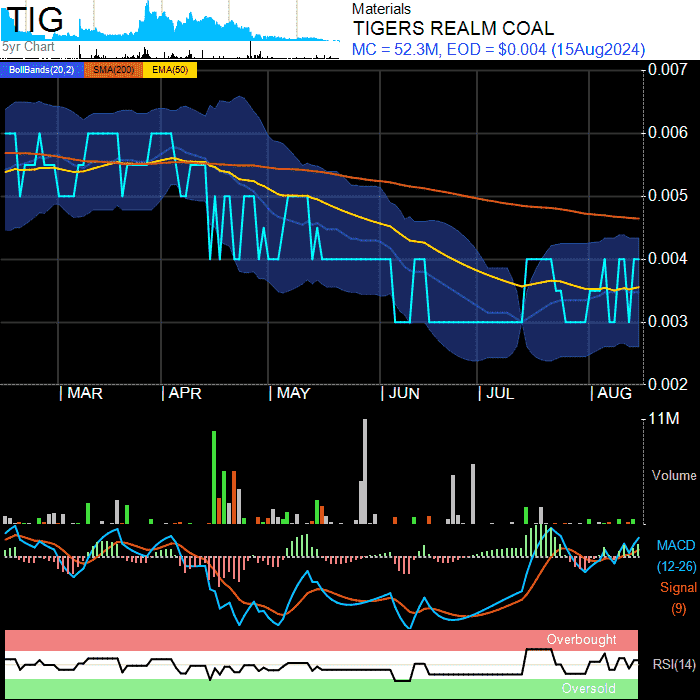 TIG
5yr Chart
Materials
TIGERS REALM COAL
MC = 52.3M, EOD = $0.004 (15Aug2024)
BollBands(20,2) SMA(200) EMA(50)
0.007
0.006
0.005
0.004
0.003
0.002
| MAR | APR | MAY | JUN | JUL | AUG
11M
Volume
MACD
(12-26)
Signal
(9)
Overbought
RSI(14)
Oversold